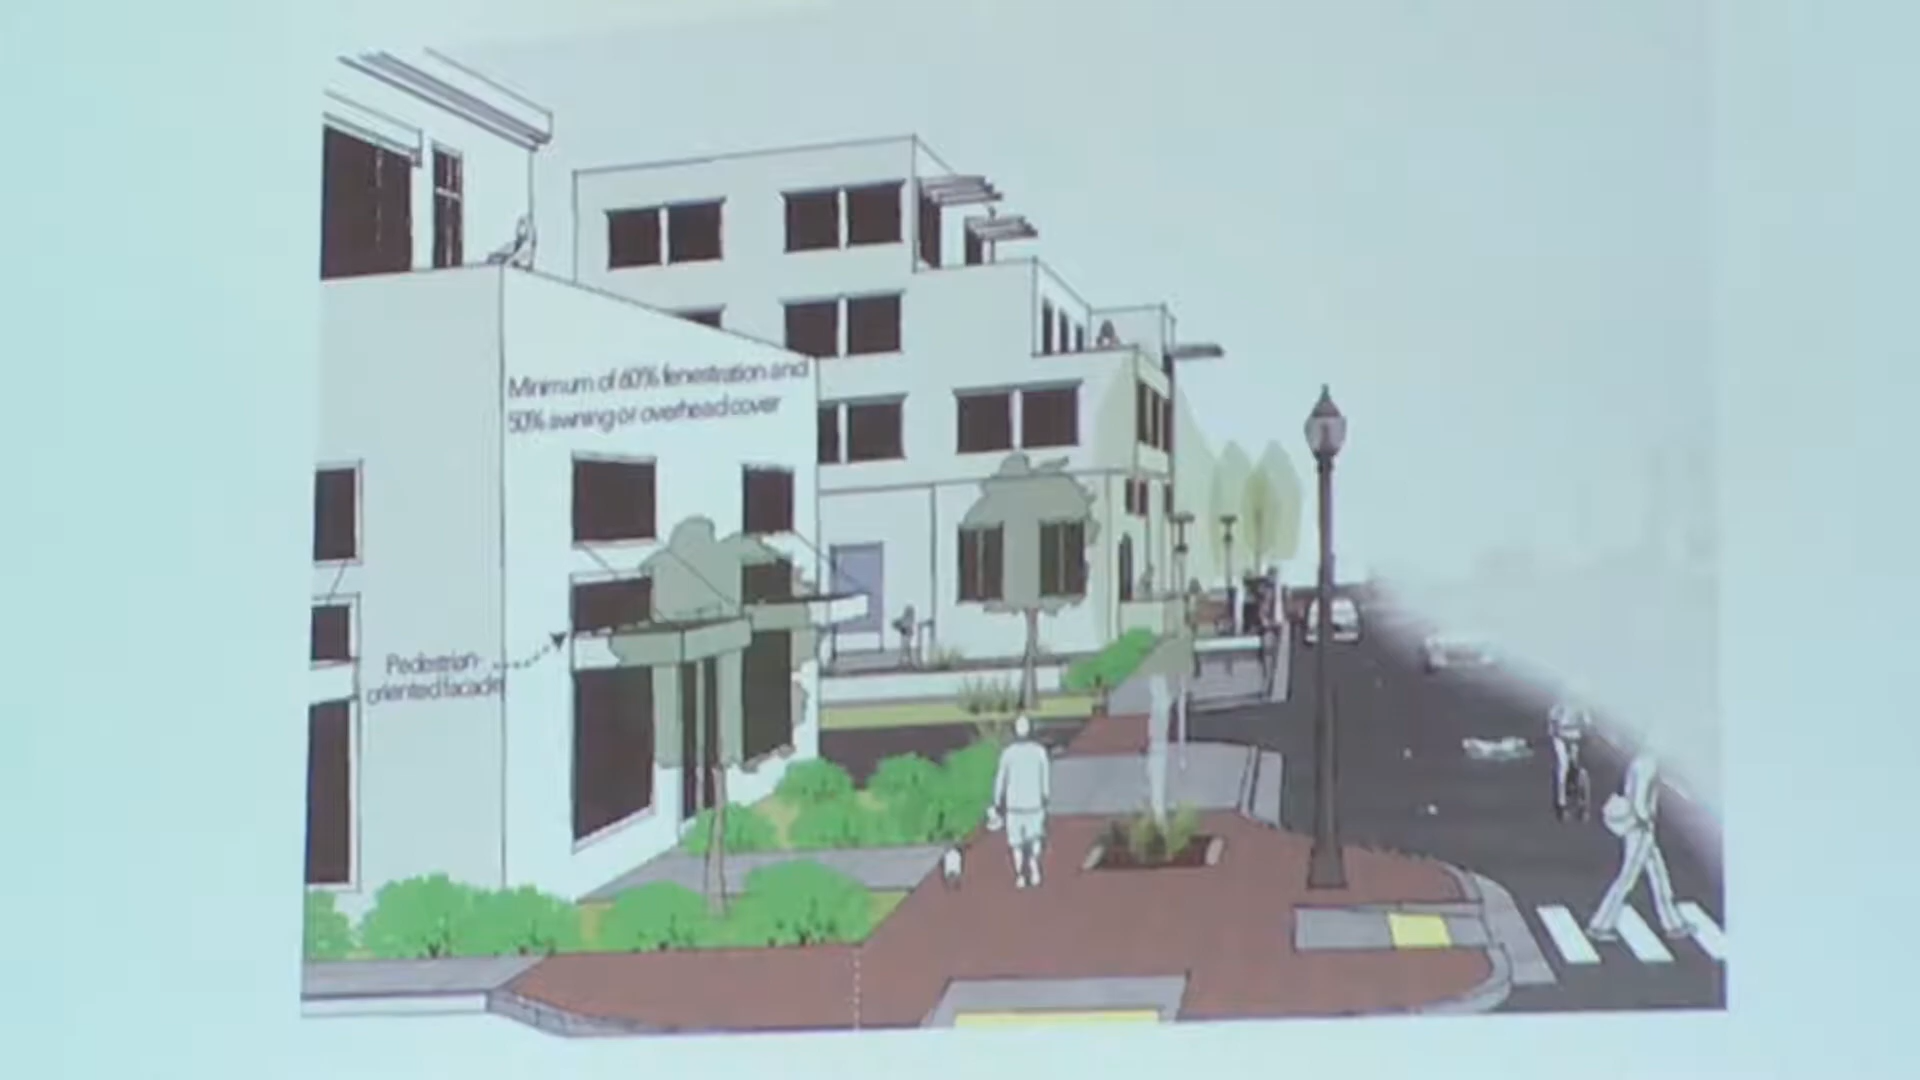 Minimum of 60% fenestration and
50% awning or overhead cover
Pedestrian-
oriented facade